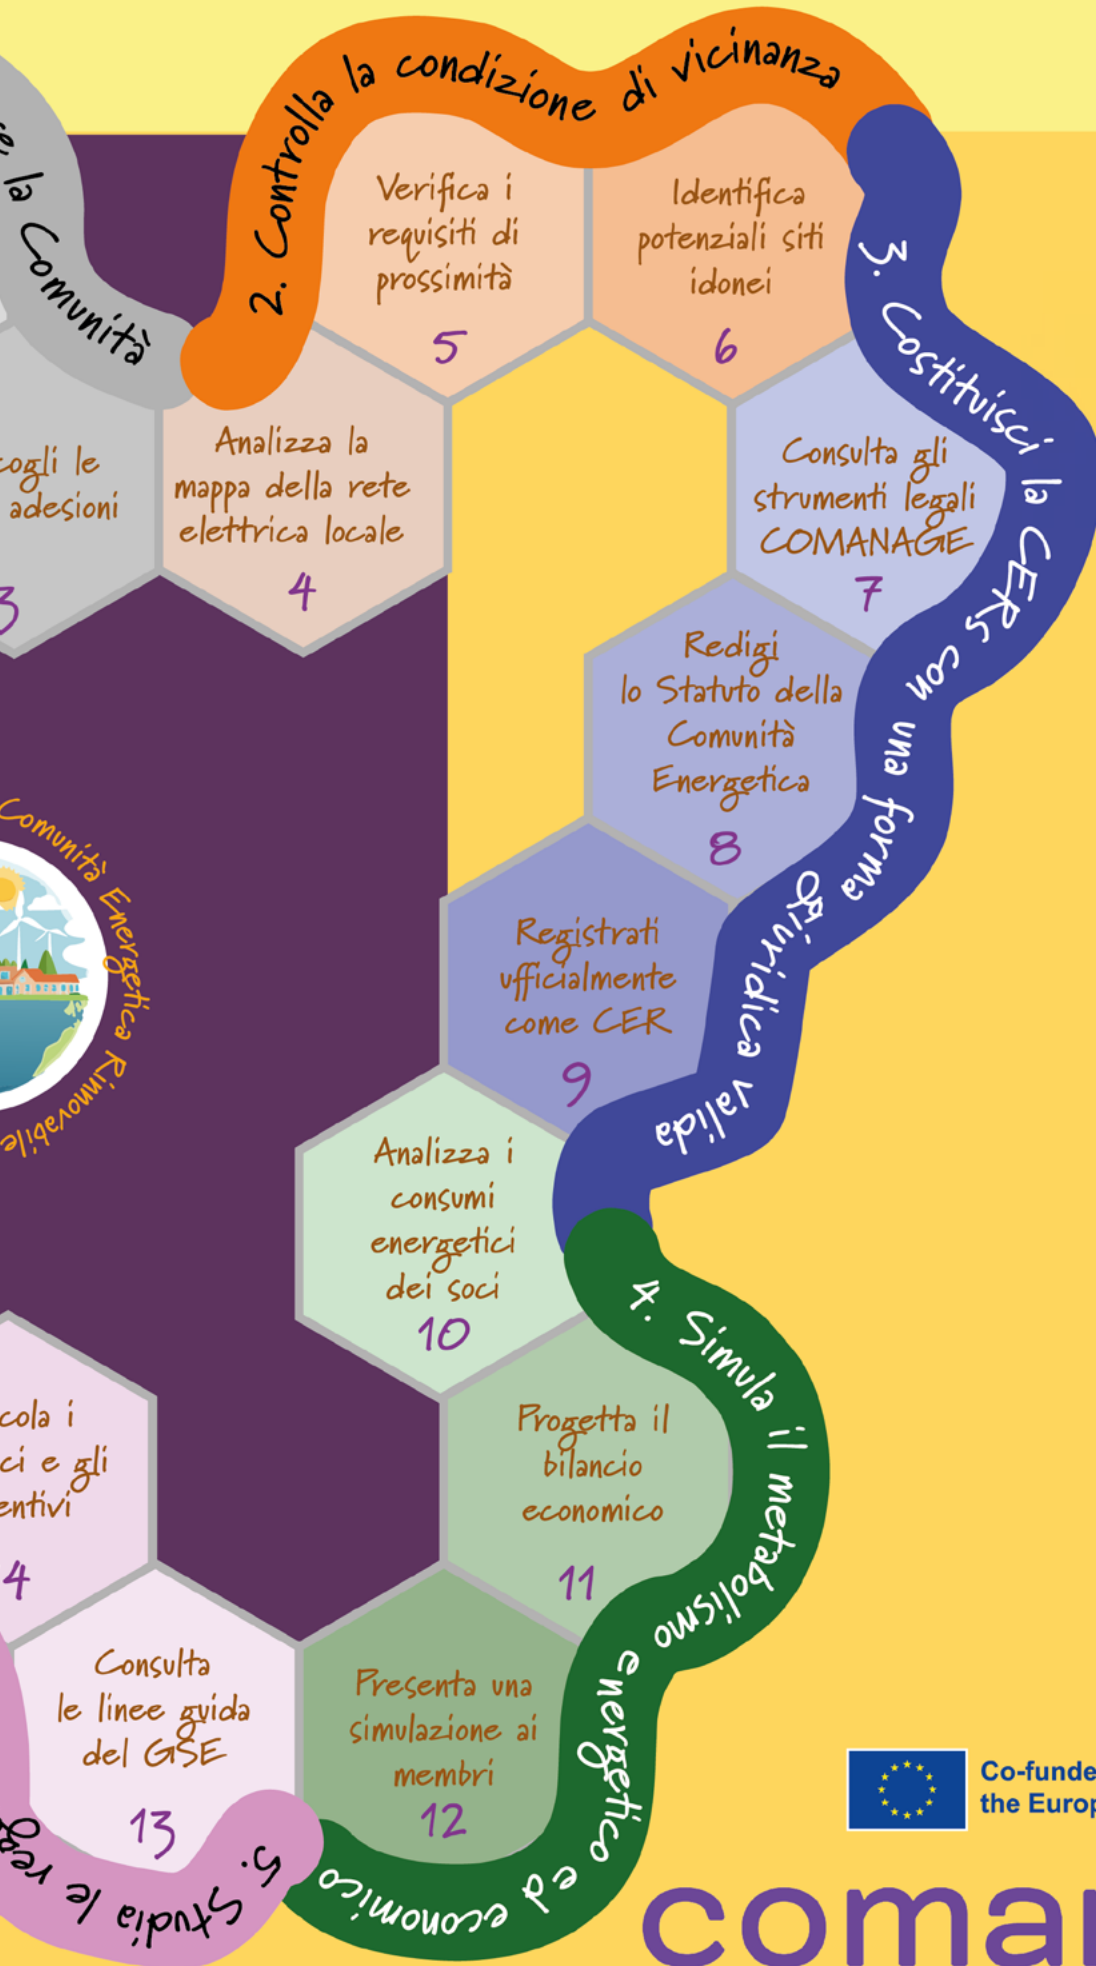 la Comunità
2. Controlla la condizione di vicinanza
Verifica i
requisiti di
prossimità
5
Identifica
potenziali siti
idonei
6
3. Costituisci la CERs con una forma giuridica valida
le
adesioni
3
Analizza la
mappa della rete
elettrica locale
4
Consulta gli
strumenti legali
COMANAGE
7
Redigi
lo Statuto della
Comunità
Energetica
8
Comunità Energetica Rinnovabile
Registrati
ufficialmente
come CER
9
Analizza i
consumi
energetici
dei soci
10
4. Simula il metabolismo energetico ed economico
i
e gli
4
Progetta il
bilancio
economico
11
Consulta
le linee guida
del GSE
13
Presenta una
simulazione ai
membri
12
5. Studia le
Co-funde
the Europ
coma